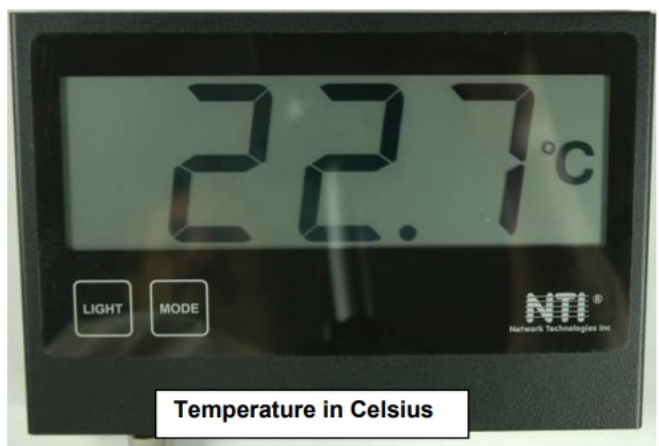 22.7 °C
LIGHT MODE
NTI ®
Network Technologies Inc
Temperature in Celsius